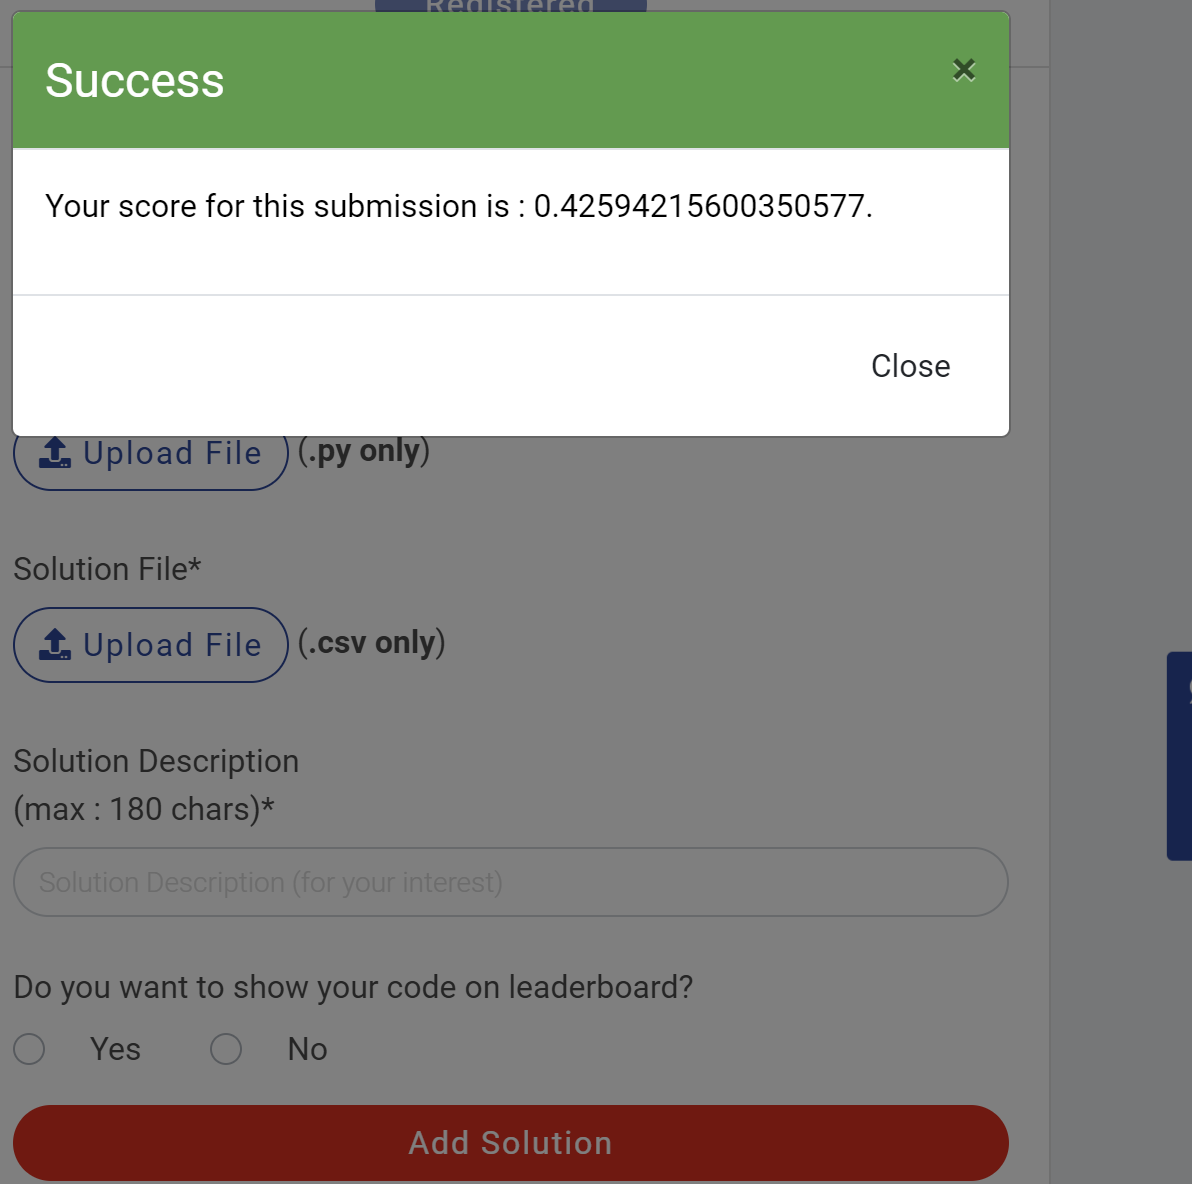 Registered
Success
×
Your score for this submission is : 0.42594215600350577.
Close
Upload File (.py only)
Solution File*
Upload File (.csv only)
Solution Description
(max : 180 chars)*
Solution Description (for your interest)
Do you want to show your code on leaderboard?
Yes No
Add Solution